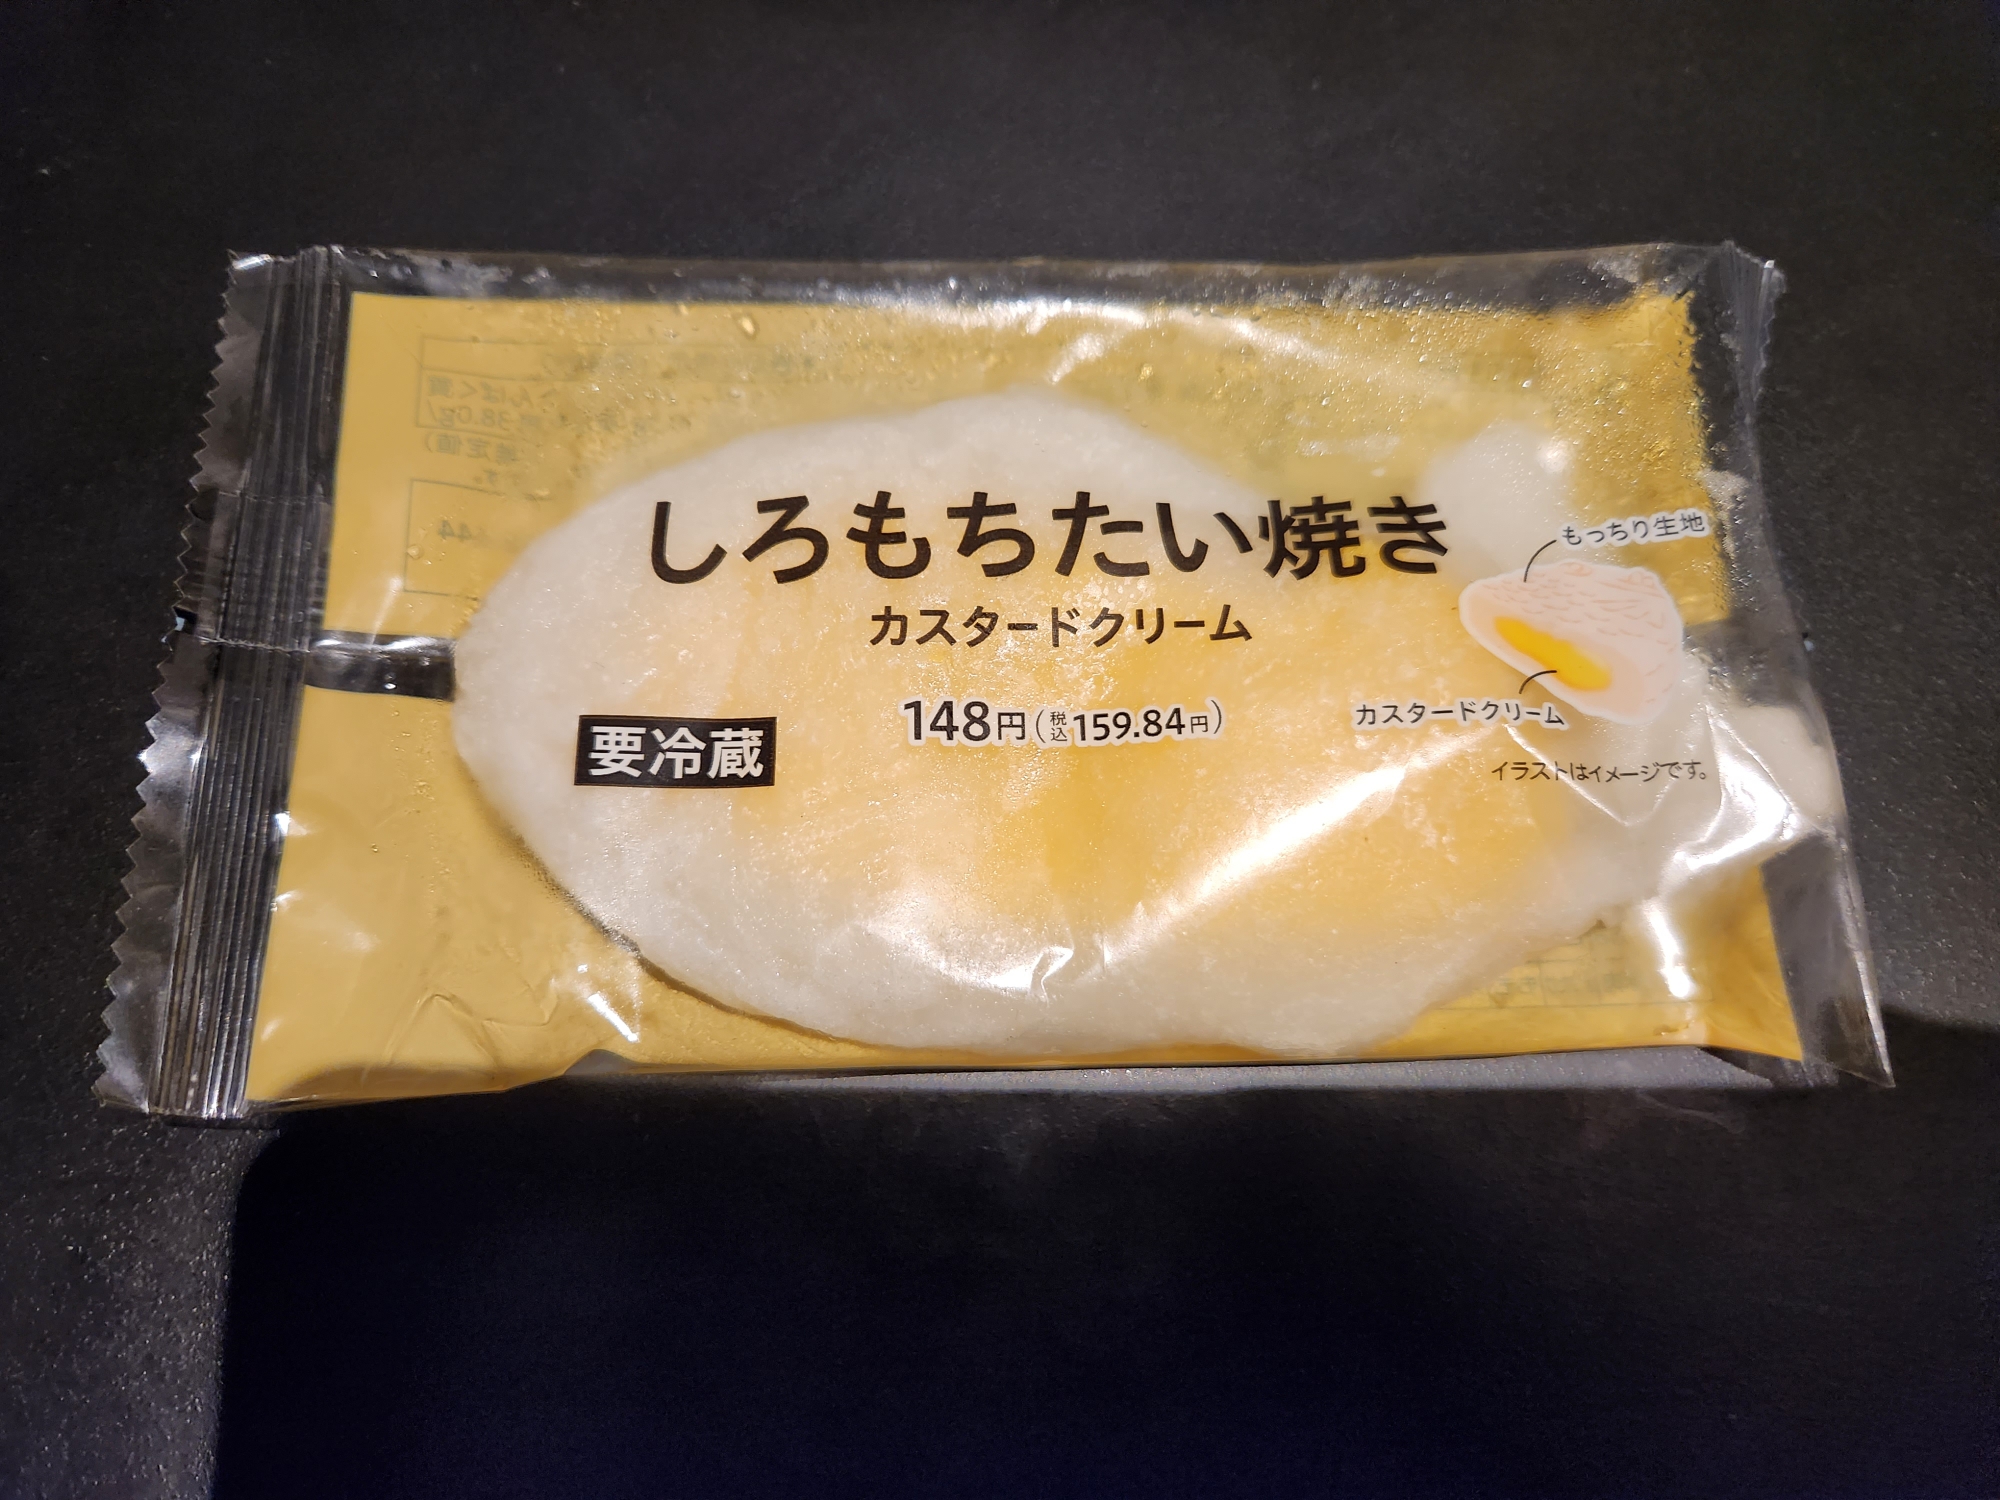 しろもちたい焼き
カスタードクリーム
148円(税込159.84円)
要冷蔵
もっちり生地
カスタードクリーム
イラストはイメージです。